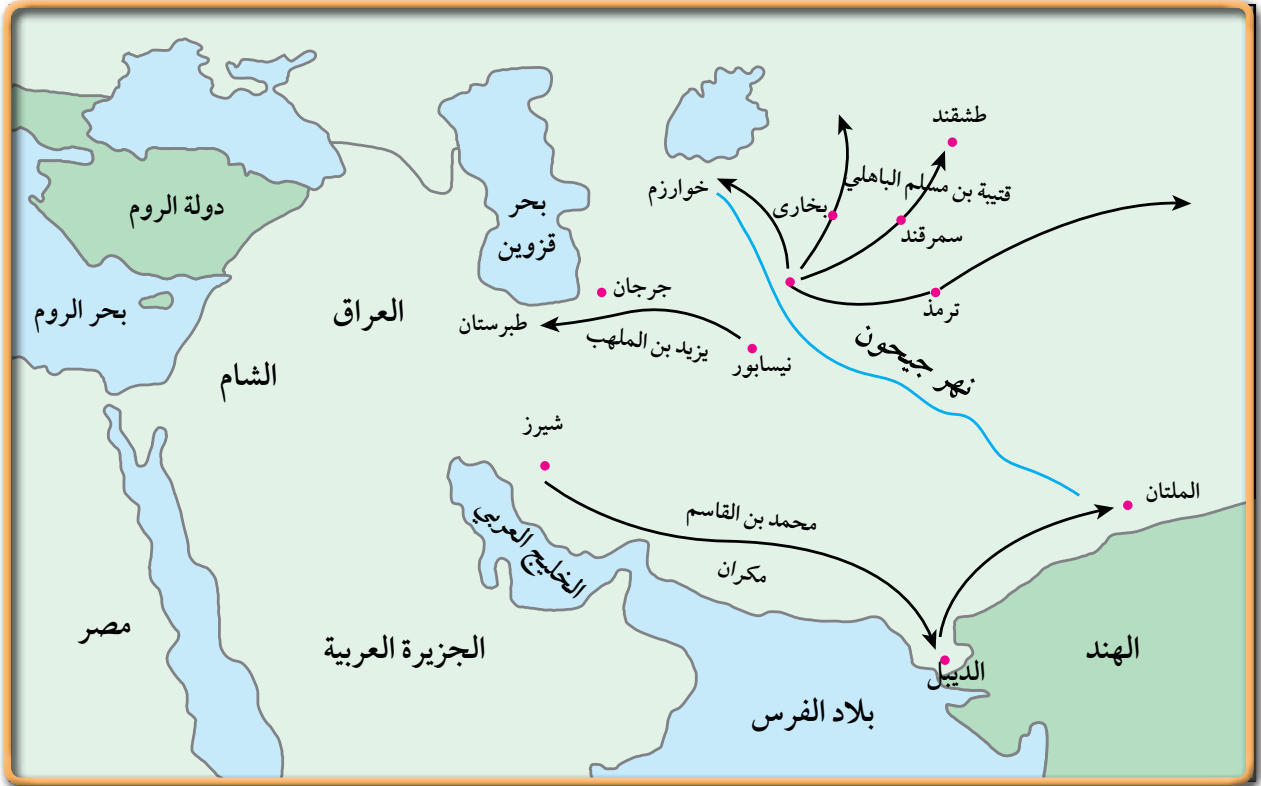 طشقند
قتيبة بن مسلم الباهلي
خوارزم
بخارى
سمرقند
دولة الروم
بحر
قزوين
جرجان
ترمذ
بحر الروم
العراق
طبرستان
يزيد بن الملهب
نيسابور
نهر جيحون
الشام
شيرز
الملتان
محمد بن القاسم
الخليج العربي
مكران
مصر
الجزيرة العربية
الهند
الديبل
بلاد الفرس